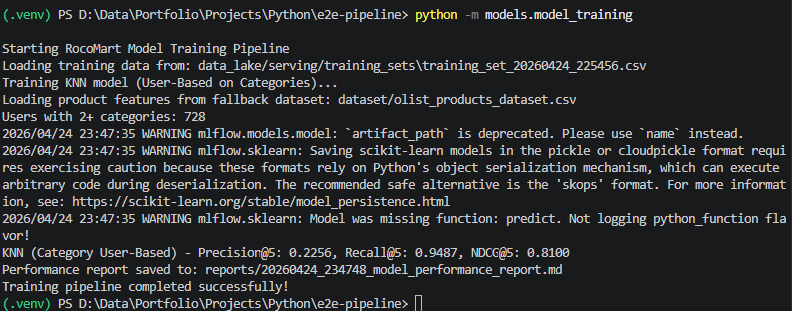 (.venv) PS D:\Data\Portfolio\Projects\Python\e2e-pipeline> python -m models.model_training
Starting RocoMart Model Training Pipeline
Loading training data from: data_lake/serving/training_sets\training_set_20260424_225456.csv
Training KNN model (User-Based on Categories)...
Loading product features from fallback dataset: dataset/olist_products_dataset.csv
Users with 2+ categories: 728
2026/04/24 23:47:35 WARNING mlflow.models.model: `artifact_path` is deprecated. Please use `name` instead.
2026/04/24 23:47:35 WARNING mlflow.sklearn: Saving scikit-learn models in the pickle or cloudpickle format requi
res exercising caution because these formats rely on Python's object serialization mechanism, which can execute
arbitrary code during deserialization. The recommended safe alternative is the 'skops' format. For more informat
ion, see: https://scikit-learn.org/stable/model_persistence.html
2026/04/24 23:47:35 WARNING mlflow.sklearn: Model was missing function: predict. Not logging python_function fla
vor!
KNN (Category User-Based) - Precision@5: 0.2256, Recall@5: 0.9487, NDCG@5: 0.8100
Performance report saved to: reports/20260424_234748_model_performance_report.md
Training pipeline completed successfully!
(.venv) PS D:\Data\Portfolio\Projects\Python\e2e-pipeline>